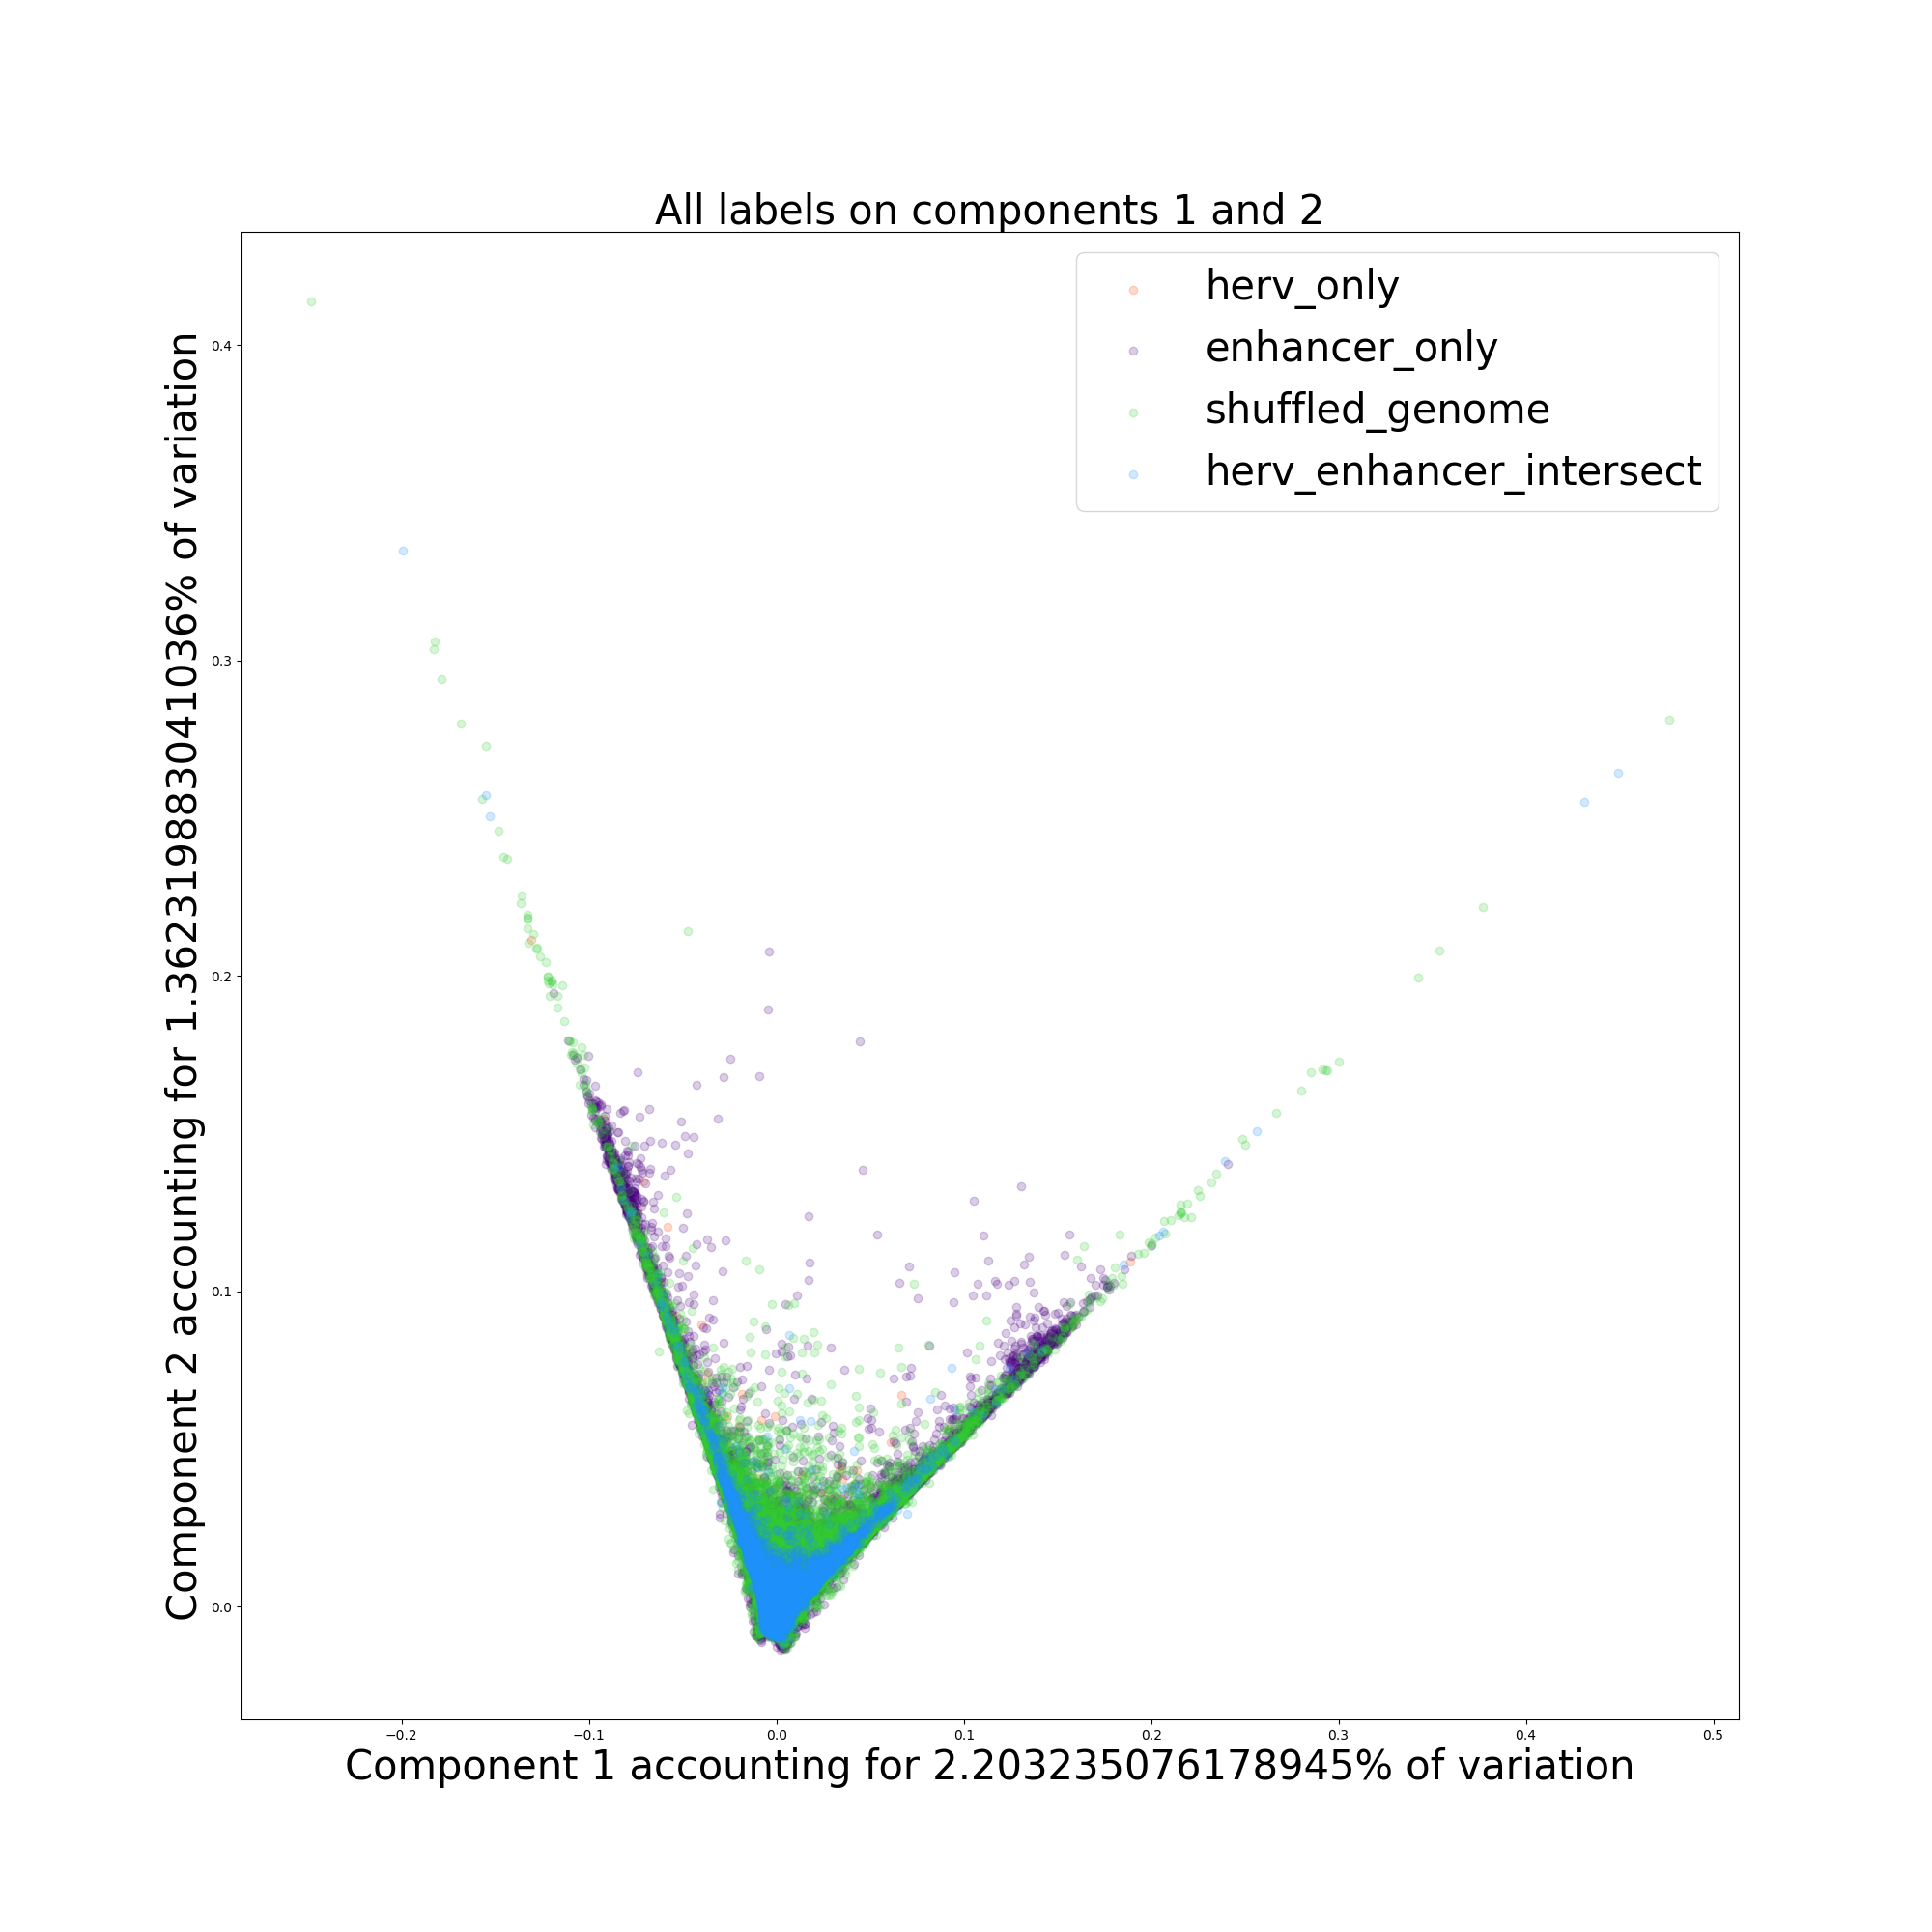 All labels on components 1 and 2
herv_only
enhancer_only
shuffled_genome
herv_enhancer_intersect
Component 2 accounting for 1.362319883041036% of variation
0.4
0.3
0.2
0.1
0.0
−0.2
−0.1
0.0
0.1
0.2
0.3
0.4
0.5
Component 1 accounting for 2.203235076178945% of variation